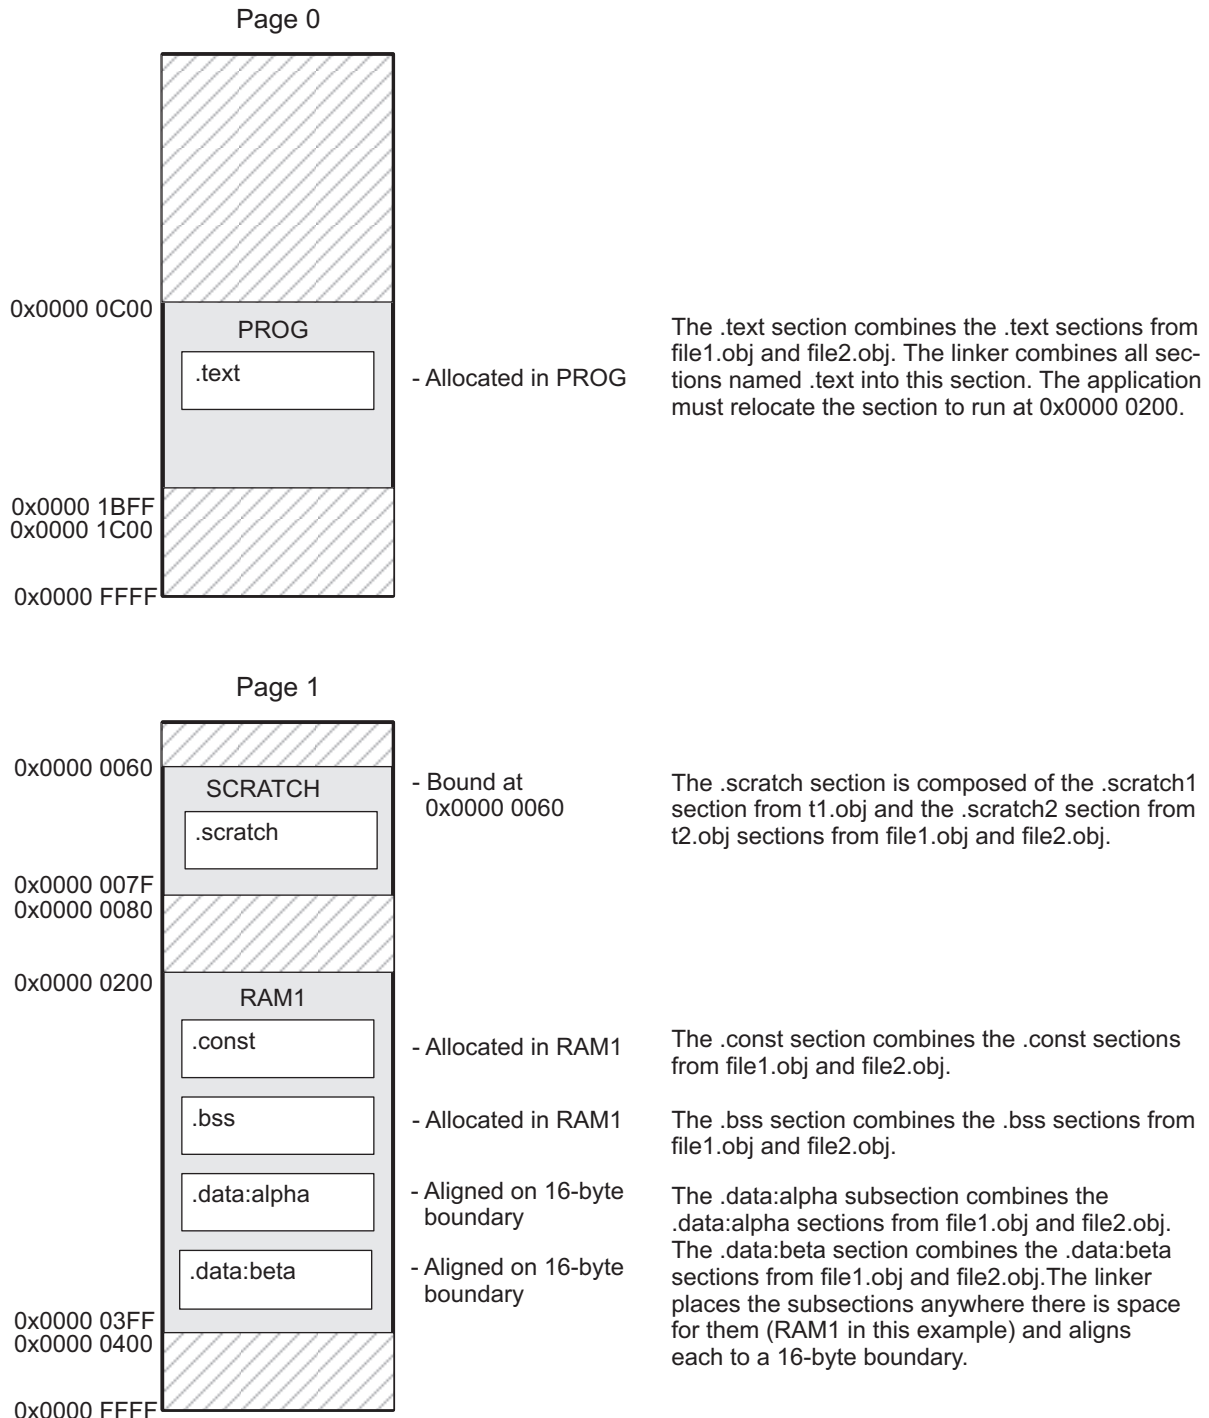 Page 0
0x0000 0C00
PROG
.text
- Allocated in PROG
The .text section combines the .text sections from
file1.obj and file2.obj. The linker combines all sec-
tions named .text into this section. The application
must relocate the section to run at 0x0000 0200.
0x0000 1BFF
0x0000 1C00
0x0000 FFFF
Page 1
0x0000 0060
SCRATCH
.scratch
- Bound at
0x0000 0060
The .scratch section is composed of the .scratch1
section from t1.obj and the .scratch2 section from
t2.obj sections from file1.obj and file2.obj.
0x0000 007F
0x0000 0080
0x0000 0200
RAM1
.const
- Allocated in RAM1
The .const section combines the .const sections
from file1.obj and file2.obj.
.bss
- Allocated in RAM1
The .bss section combines the .bss sections from
file1.obj and file2.obj.
.data:alpha
- Aligned on 16-byte
boundary
The .data:alpha subsection combines the
.data:alpha sections from file1.obj and file2.obj.
The .data:beta section combines the .data:beta
sections from file1.obj and file2.obj.The linker
places the subsections anywhere there is space
for them (RAM1 in this example) and aligns
each to a 16-byte boundary.
.data:beta
- Aligned on 16-byte
boundary
0x0000 03FF
0x0000 0400
0x0000 FFFF